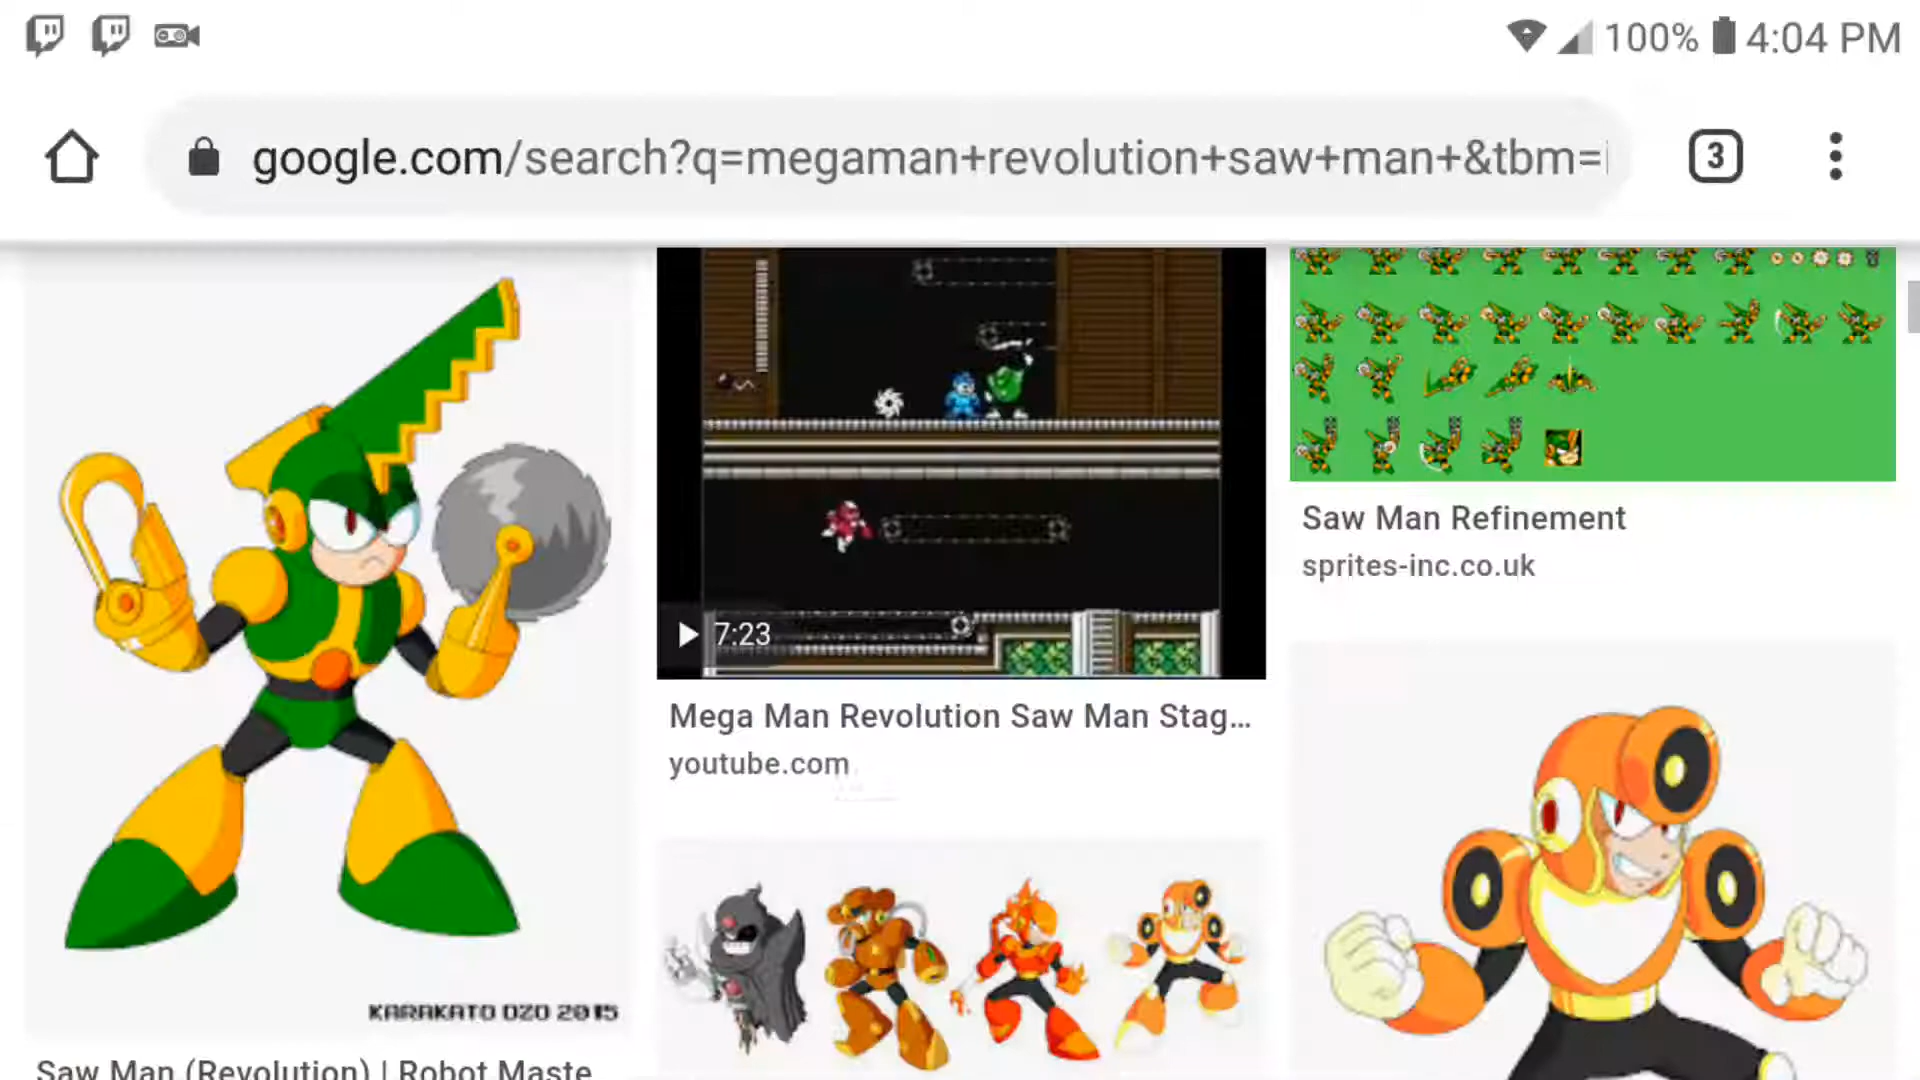 100% 4:04 PM
google.com/search?q=megaman+revolution+saw+man+&tbm=i
3
7:23
Saw Man Refinement
sprites-inc.co.uk
Mega Man Revolution Saw Man Stag...
youtube.com
KARAKATO DZO 2015
Saw Man (Revolution) | Robot Maste